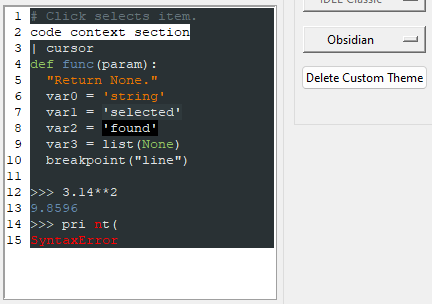 1 # Click selects item.
2 code context section
3 | cursor
4 def func(param):
5   "Return None."
6   var0 = 'string'
7   var1 = 'selected'
8   var2 = 'found'
9   var3 = list(None)
10   breakpoint("line")
11
12 >>> 3.14**2
13 9.8596
14 >>> pri nt(
15 SyntaxError
IDLE Classic
Obsidian
Delete Custom Theme